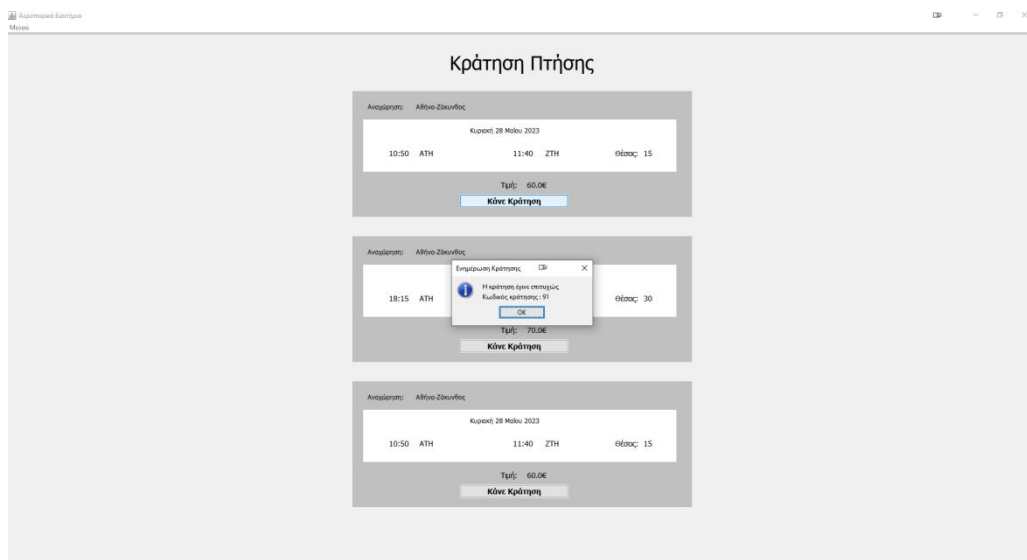 Αεροπορικά Εισιτήρια
Μενού
Κράτηση Πτήσης
Αναχώρηση: Αθήνα-Ζάκυνθος
Κυριακή 28 Μαΐου 2023
10:50 ATH 11:40 ZTH Θέσεις: 15
Τιμή: 60.0€
Κάνε Κράτηση
Αναχώρηση: Αθήνα-Ζάκυνθος
Ενημέρωση Κράτησης
Η κράτηση έγινε επιτυχώς
Κωδικός κράτησης : 91
OK
18:15 ATH Θέσεις: 30
Τιμή: 70.0€
Κάνε Κράτηση
Αναχώρηση: Αθήνα-Ζάκυνθος
Κυριακή 28 Μαΐου 2023
10:50 ATH 11:40 ZTH Θέσεις: 15
Τιμή: 60.0€
Κάνε Κράτηση